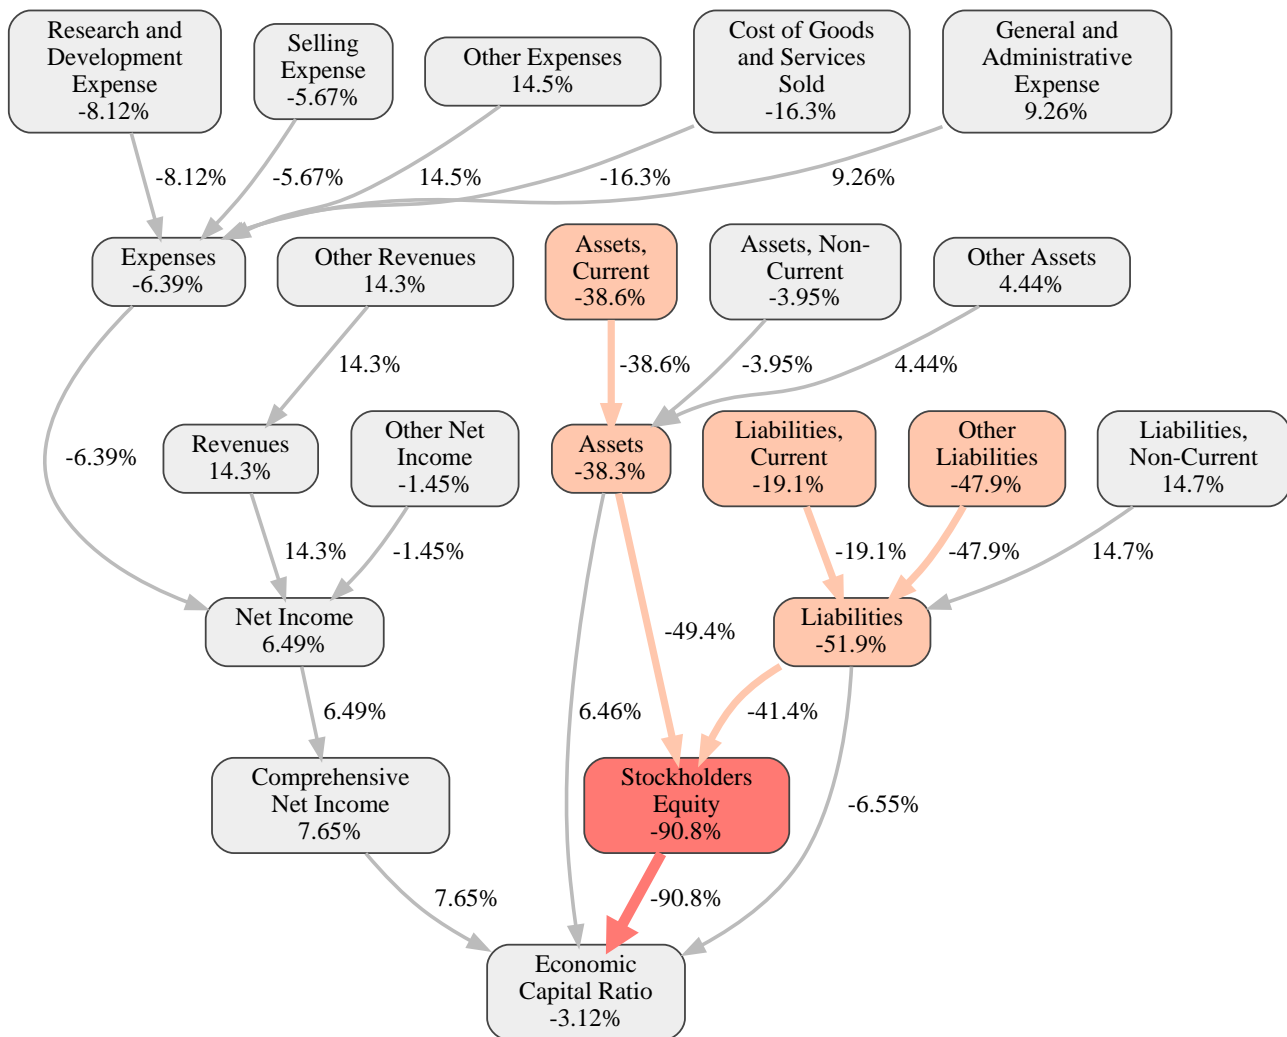 Research and
Development
Expense
-8.12%
Selling
Expense
-5.67%
Other Expenses
14.5%
Cost of Goods
and Services
Sold
-16.3%
General and
Administrative
Expense
9.26%
-8.12%
-5.67%
14.5%
-16.3%
9.26%
Expenses
-6.39%
Other Revenues
14.3%
Assets,
Current
-38.6%
Assets, Non-
Current
-3.95%
Other Assets
4.44%
14.3%
-38.6%
-3.95%
4.44%
-6.39%
Revenues
14.3%
Other Net
Income
-1.45%
Assets
-38.3%
Liabilities,
Current
-19.1%
Other
Liabilities
-47.9%
Liabilities,
Non-Current
14.7%
14.3%
-1.45%
-19.1%
-47.9%
14.7%
Net Income
6.49%
-49.4%
Liabilities
-51.9%
6.49%
6.46%
-41.4%
Comprehensive
Net Income
7.65%
Stockholders
Equity
-90.8%
-6.55%
7.65%
-90.8%
Economic
Capital Ratio
-3.12%